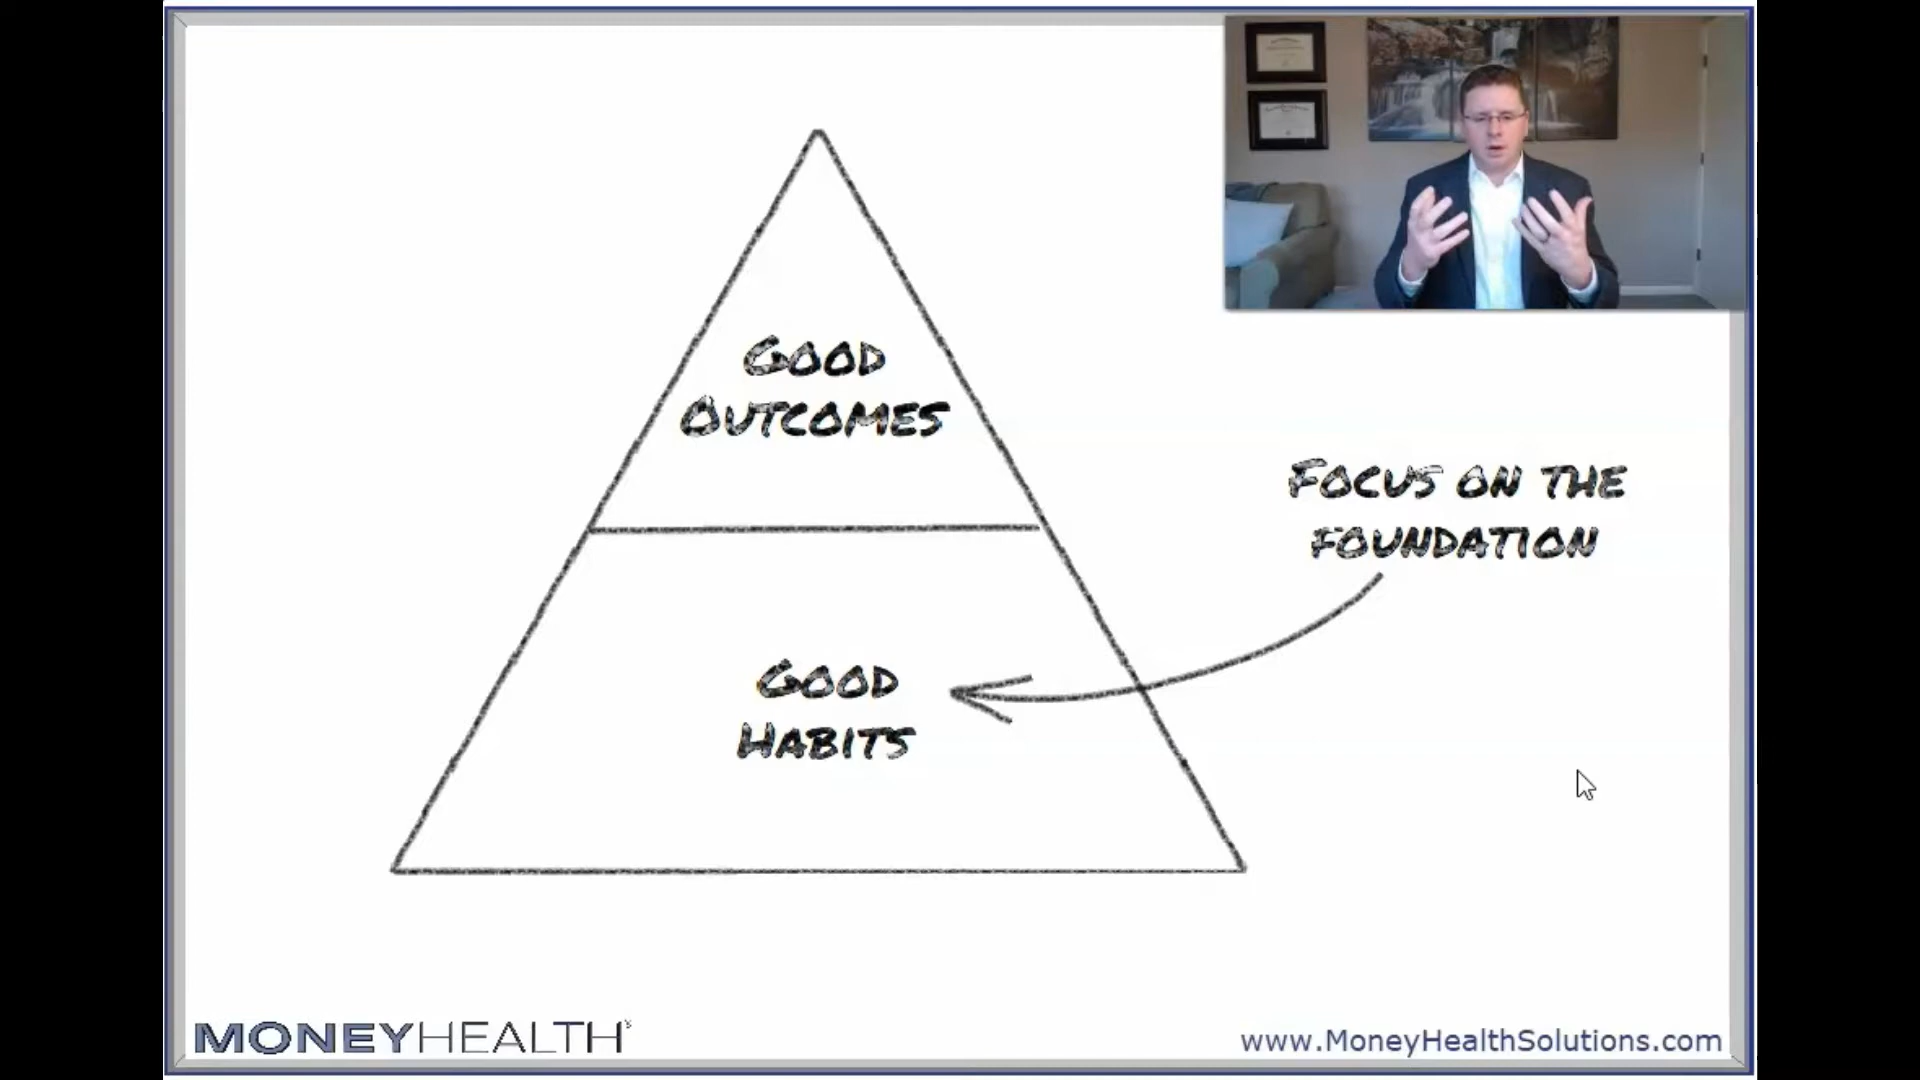 GOOD
OUTCOMES
FOCUS ON THE
FOUNDATION
GOOD
HABITS
MONEYHEALTH
www.MoneyHealthSolutions.com